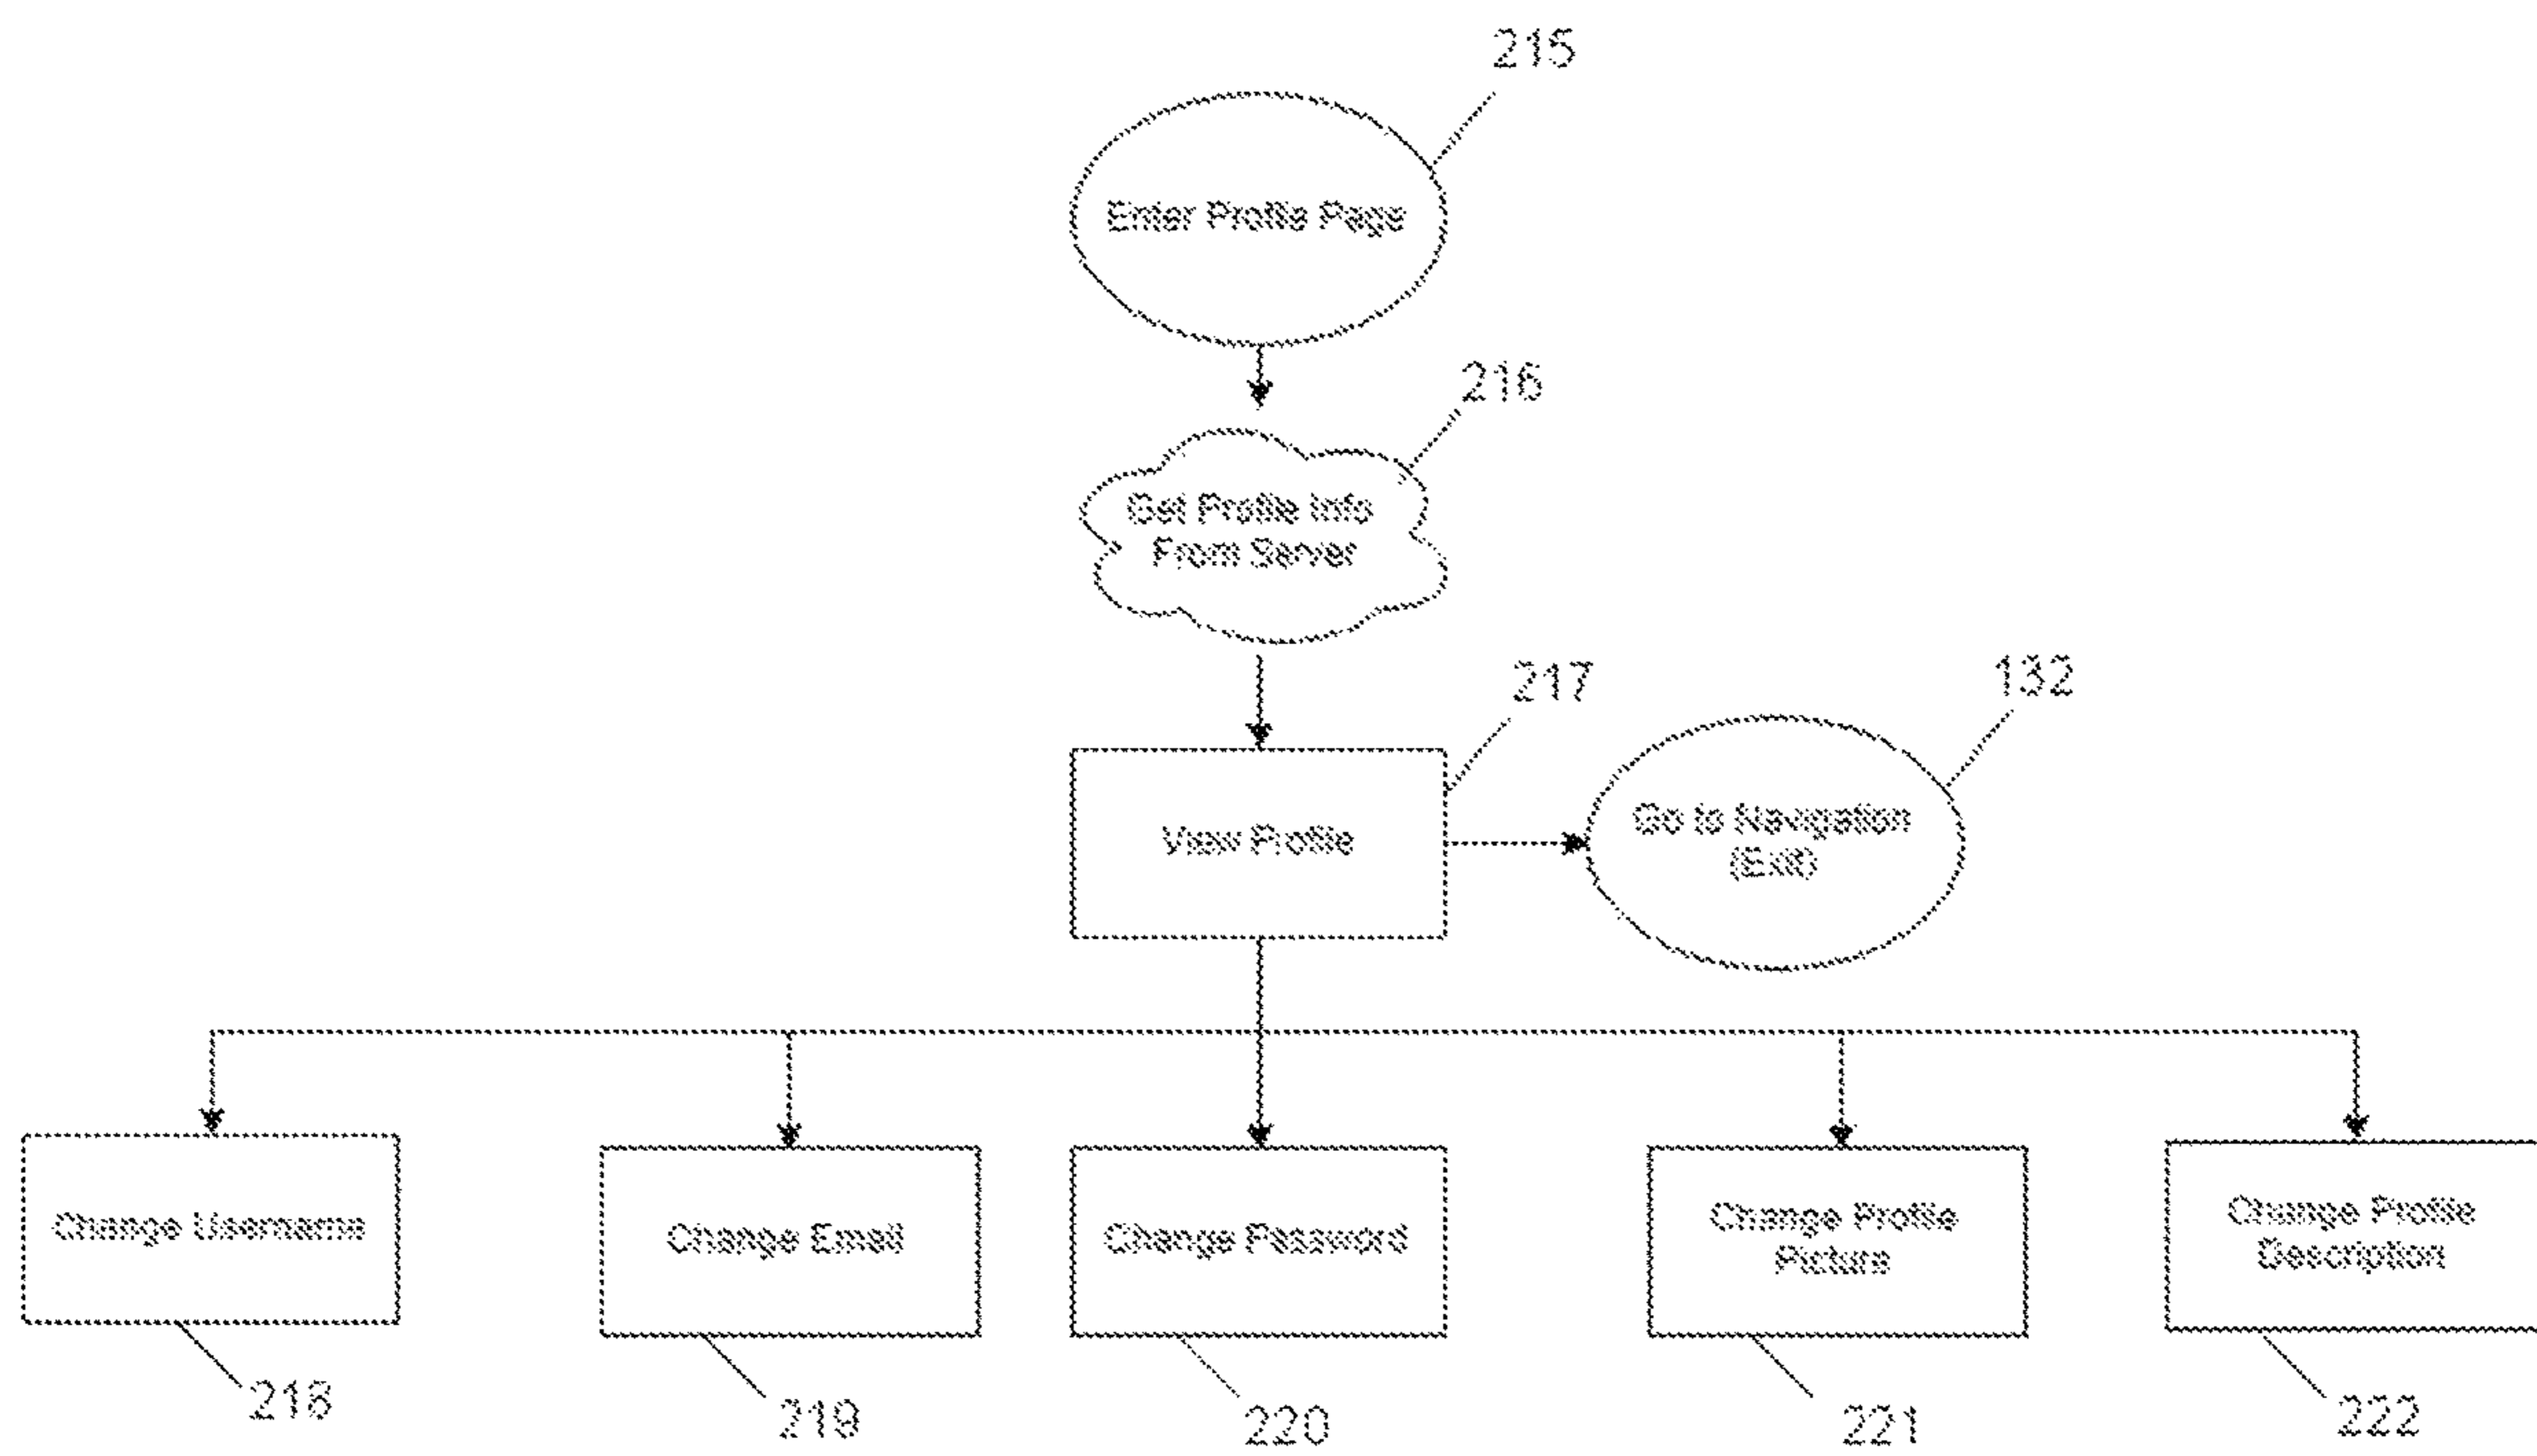 215
Enter Profile Page
216
Get Profile Info
From Server
217
132
View Profile
Go to Navigation
(Exit)
Change Username
Change Email
Change Password
Change Profile
Picture
Change Profile
Description
218
219
220
221
222